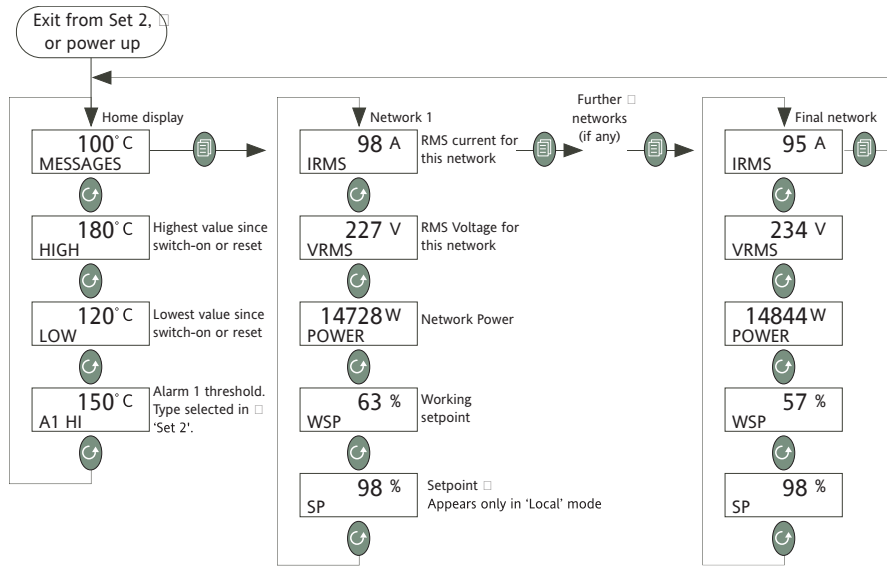 Exit from Set 2,
or power up
Home display
100°C
MESSAGES
180°C
HIGH
Highest value since
switch-on or reset
120°C
LOW
Lowest value since
switch-on or reset
150°C
A1 HI
Alarm 1 threshold.
Type selected in
'Set 2'.
Network 1
98 A
IRMS
RMS current for
this network
227 V
VRMS
RMS Voltage for
this network
14728W
POWER
Network Power
63 %
WSP
Working
setpoint
98 %
SP
Setpoint
Appears only in ‘Local’ mode
Further
networks
(if any)
Final network
95 A
IRMS
234 V
VRMS
14844W
POWER
57 %
WSP
98 %
SP